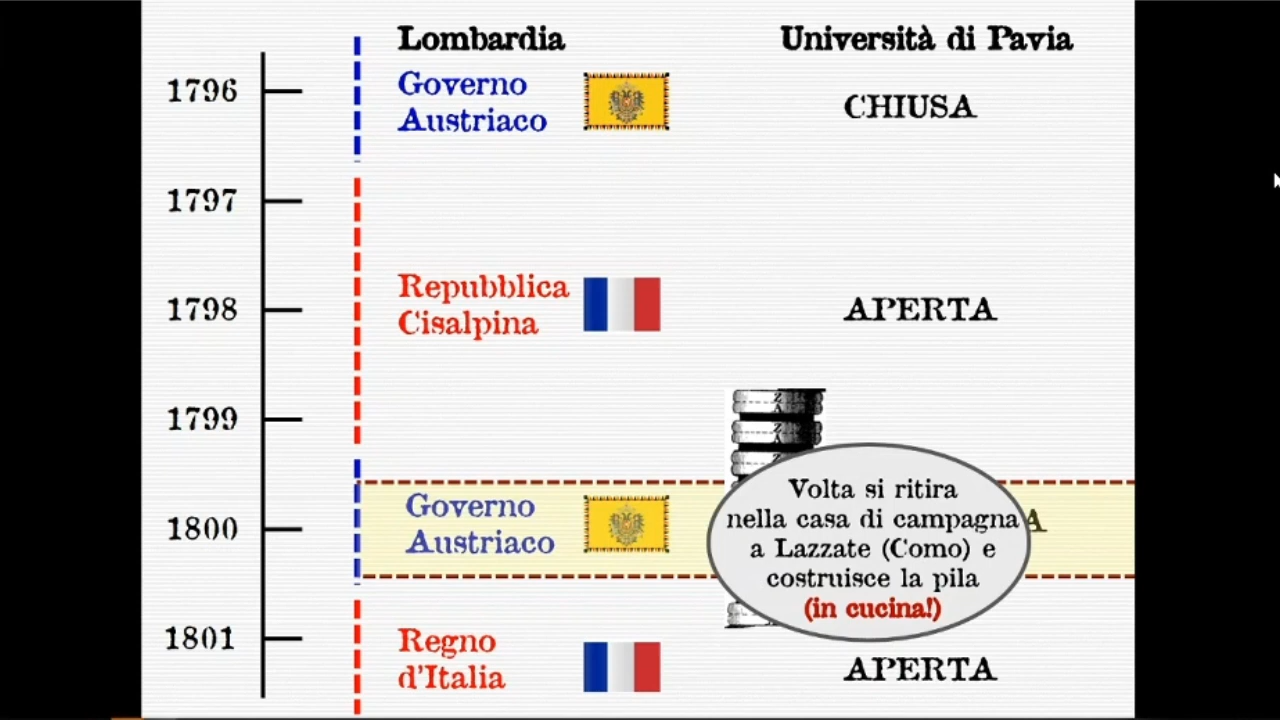 Lombardia
Università di Pavia
1796
Governo
Austriaco
CHIUSA
1797
1798
Repubblica
Cisalpina
APERTA
1799
1800
Governo
Austriaco
Volta si ritira
nella casa di campagna
a Lazzate (Como) e
costruisce la pila
(in cucina!)
1801
Regno
d'Italia
APERTA
Z
A
Z
A
Z